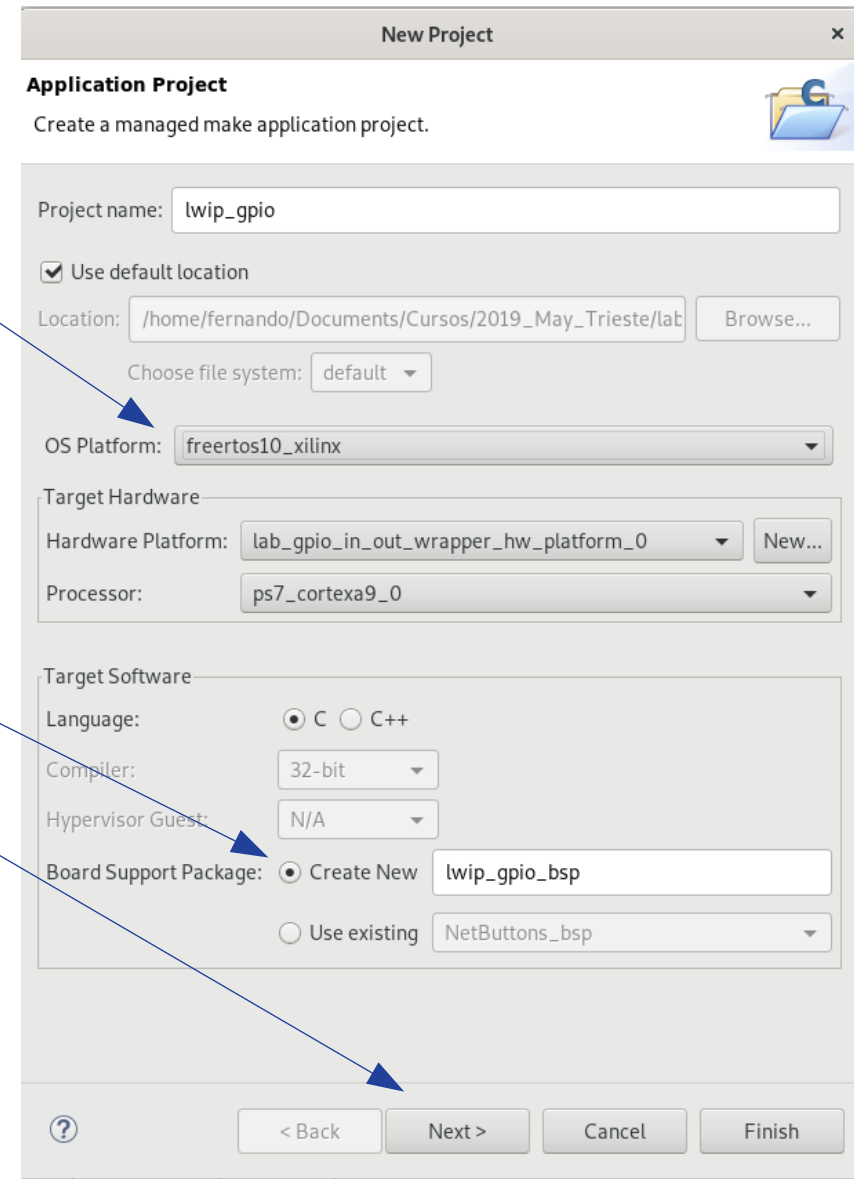 New Project ×
Application Project
Create a managed make application project.
Project name: lwip_gpio
Use default location
Location: /home/fernando/Documents/Cursos/2019_May_Trieste/lab Browse...
Choose file system: default
OS Platform: freertos10_xilinx
Target Hardware
Hardware Platform: lab_gpio_in_out_wrapper_hw_platform_0 New...
Processor: ps7_cortexa9_0
Target Software
Language: C C++
Compiler: 32-bit
Hypervisor Guest: N/A
Board Support Package: Create New lwip_gpio_bsp
Use existing NetButtons_bsp
? < Back Next > Cancel Finish